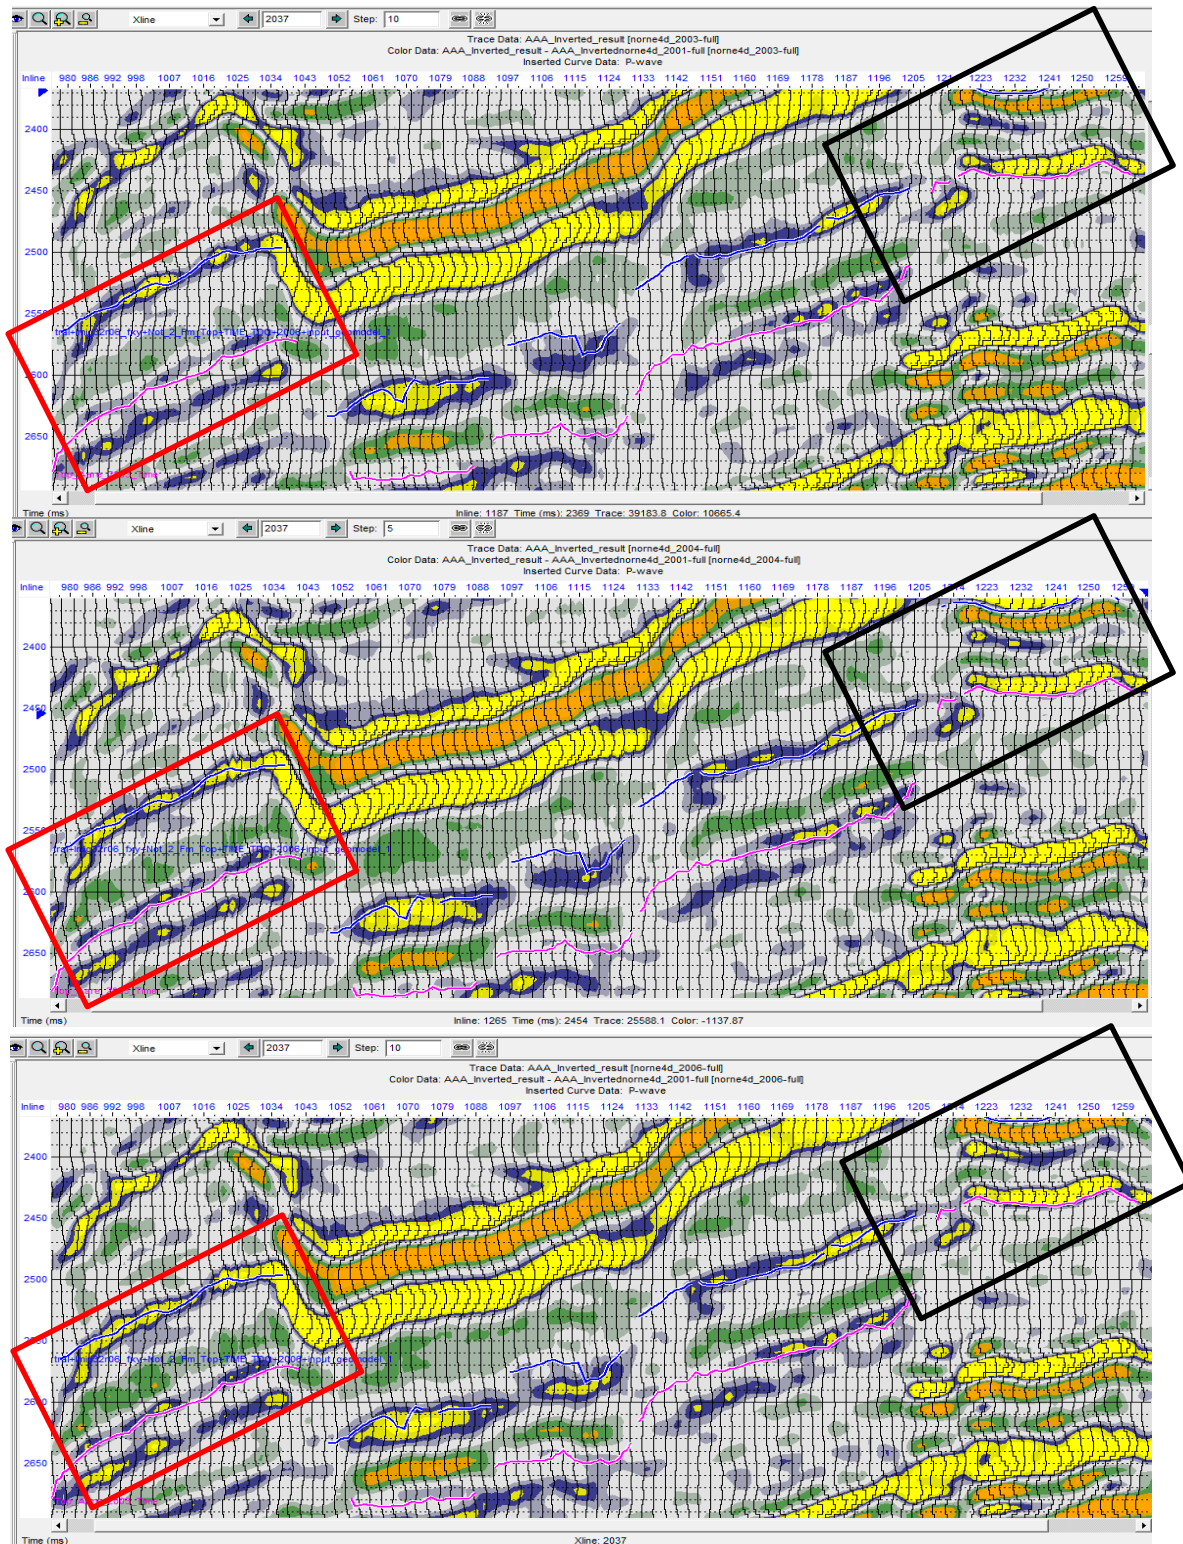 Xline 2037 Step: 10
Trace Data: AAA_Inverted_result [norne4d_2003-full]
Color Data: AAA_Inverted_result - AAA_Invertednorne4d_2001-full [norne4d_2003-full]
Inserted Curve Data: P-wave
Inline 980 986 992 998 1007 1016 1025 1034 1043 1052 1061 1070 1079 1088 1097 1106 1115 1124 1133 1142 1151 1160 1169 1178 1187 1196 1205 1223 1232 1241 1250 1259
2400
2450
2500
2550
2600
2650
Time (ms)
Inline: 1187 Time (ms): 2369 Trace: 39183.8 Color: 10665.4
Xline 2037 Step: 5
Trace Data: AAA_Inverted_result [norne4d_2004-full]
Color Data: AAA_Inverted_result - AAA_Invertednorne4d_2001-full [norne4d_2004-full]
Inserted Curve Data: P-wave
Inline 980 986 992 998 1007 1016 1025 1034 1043 1052 1061 1070 1079 1088 1097 1106 1115 1124 1133 1142 1151 1160 1169 1178 1187 1196 1205 1223 1232 1241 1250
2400
2450
2500
2600
2650
Time (ms)
Inline: 1265 Time (ms): 2454 Trace: 25588.1 Color: -1137.87
Xline 2037 Step: 10
Trace Data: AAA_Inverted_result [norne4d_2006-full]
Color Data: AAA_Inverted_result - AAA_Invertednorne4d_2001-full [norne4d_2006-full]
Inserted Curve Data: P-wave
Inline 980 986 992 998 1007 1016 1025 1034 1043 1052 1061 1070 1079 1088 1097 1106 1115 1124 1133 1142 1151 1160 1169 1178 1187 1196 1205 1223 1232 1241 1250 1259
2400
2450
2500
2650
Time (ms)
Xline: 2037